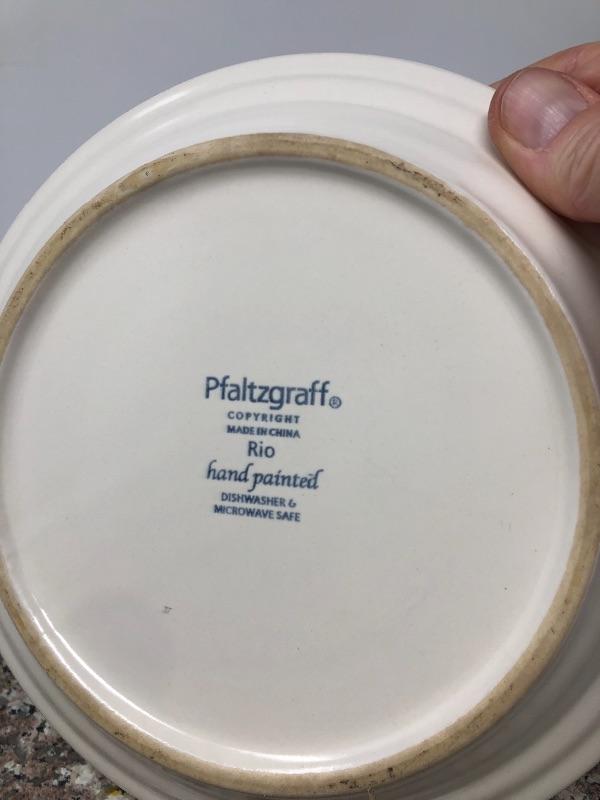 Pfaltzgraff®
COPYRIGHT
MADE IN CHINA
Rio
hand painted
DISHWASHER &
MICROWAVE SAFE